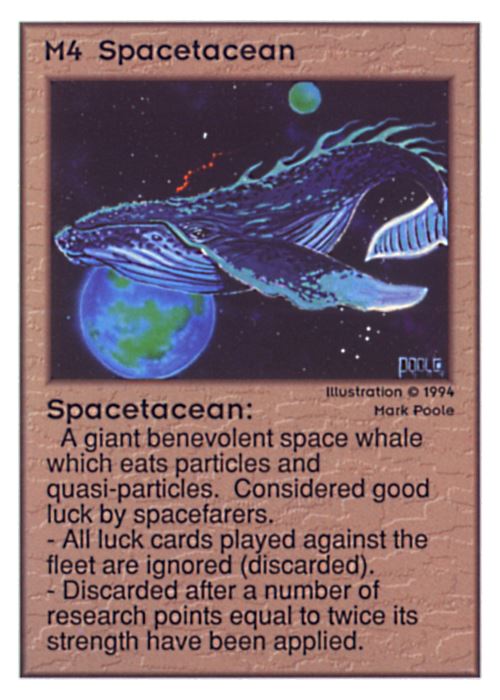 M4 Spacetacean
POOLE
Illustration © 1994
Mark Poole
Spacetacean:
A giant benevolent space whale
which eats particles and
quasi-particles. Considered good
luck by spacefarers.
- All luck cards played against the
fleet are ignored (discarded).
- Discarded after a number of
research points equal to twice its
strength have been applied.